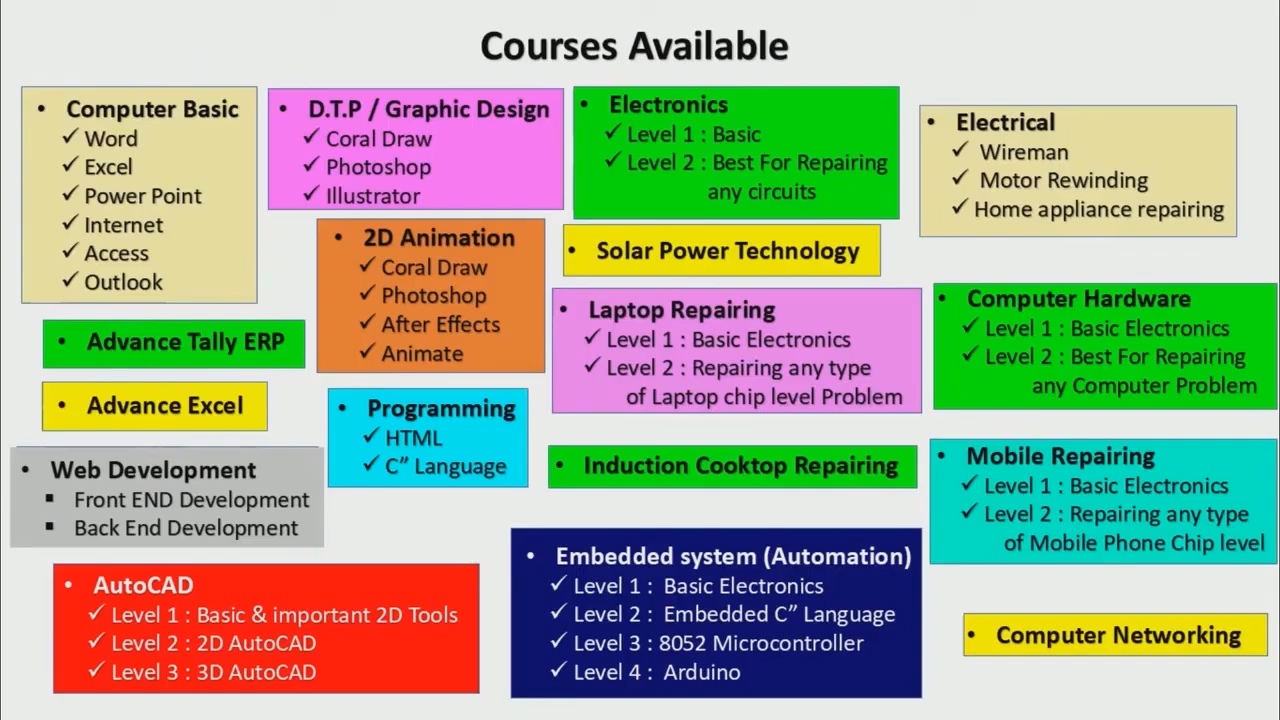 Courses Available
• Computer Basic
✓ Word
✓ Excel
✓ Power Point
✓ Internet
✓ Access
✓ Outlook
• D.T.P / Graphic Design
✓ Coral Draw
✓ Photoshop
✓ Illustrator
• Electronics
✓ Level 1 : Basic
✓ Level 2 : Best For Repairing
any circuits
• Electrical
✓ Wireman
✓ Motor Rewinding
✓ Home appliance repairing
• 2D Animation
✓ Coral Draw
✓ Photoshop
✓ After Effects
✓ Animate
• Solar Power Technology
• Laptop Repairing
✓ Level 1 : Basic Electronics
✓ Level 2 : Repairing any type
of Laptop chip level Problem
• Computer Hardware
✓ Level 1 : Basic Electronics
✓ Level 2 : Best For Repairing
any Computer Problem
• Advance Tally ERP
• Advance Excel
• Programming
✓ HTML
✓ C” Language
• Web Development
▪ Front END Development
▪ Back End Development
• Induction Cooktop Repairing
• Mobile Repairing
✓ Level 1 : Basic Electronics
✓ Level 2 : Repairing any type
of Mobile Phone Chip level
• AutoCAD
✓ Level 1 : Basic & important 2D Tools
✓ Level 2 : 2D AutoCAD
✓ Level 3 : 3D AutoCAD
• Embedded system (Automation)
✓ Level 1 : Basic Electronics
✓ Level 2 : Embedded C” Language
✓ Level 3 : 8052 Microcontroller
✓ Level 4 : Arduino
• Computer Networking